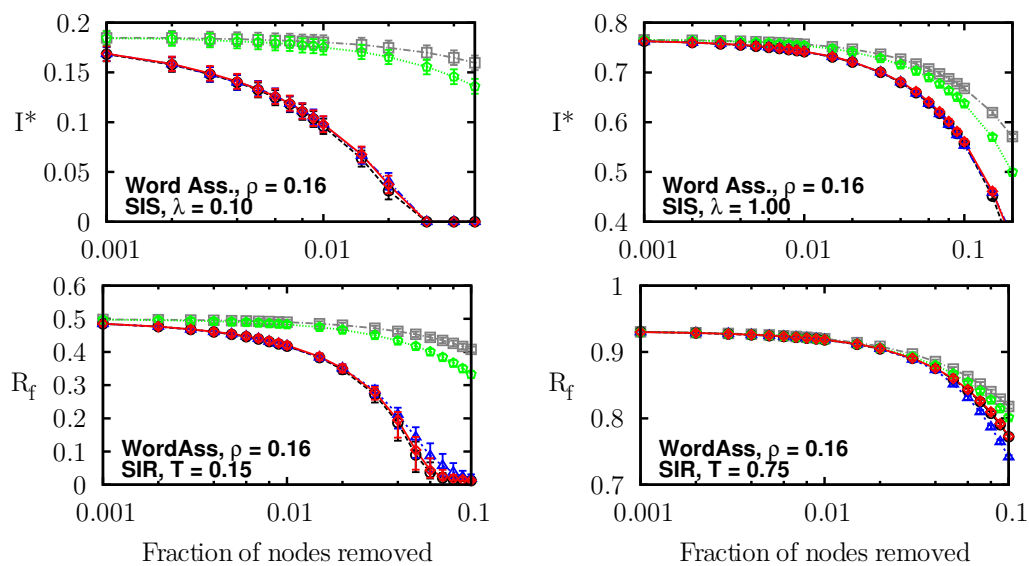 0.2
0.15
0.1
0.05
0
I*
Word Ass., ρ = 0.16
SIS, λ = 0.10
0.001
0.01
0.8
0.7
0.6
0.5
0.4
I*
Word Ass., ρ = 0.16
SIS, λ = 1.00
0.001
0.01
0.1
0.6
0.5
0.4
0.3
0.2
0.1
0
R_f
WordAss, ρ = 0.16
SIR, T = 0.15
0.001
0.01
0.1
Fraction of nodes removed
1
0.9
0.8
0.7
R_f
WordAss, ρ = 0.16
SIR, T = 0.75
0.001
0.01
0.1
Fraction of nodes removed